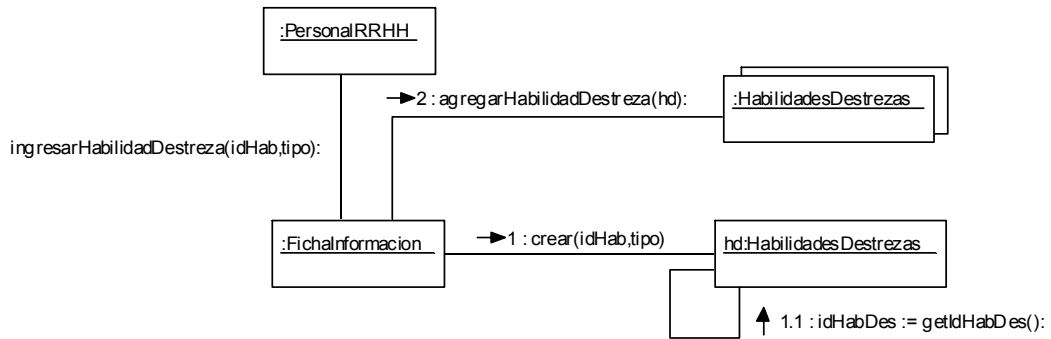 :PersonalRRHH
2 : agregarHabilidadDestreza(hd):
:HabilidadesDestrezas
ingresarHabilidadDestreza(idHab,tipo):
:FichaInformacion
1 : crear(idHab,tipo)
hd:HabilidadesDestrezas
1.1 : idHabDes := getIdHabDes():